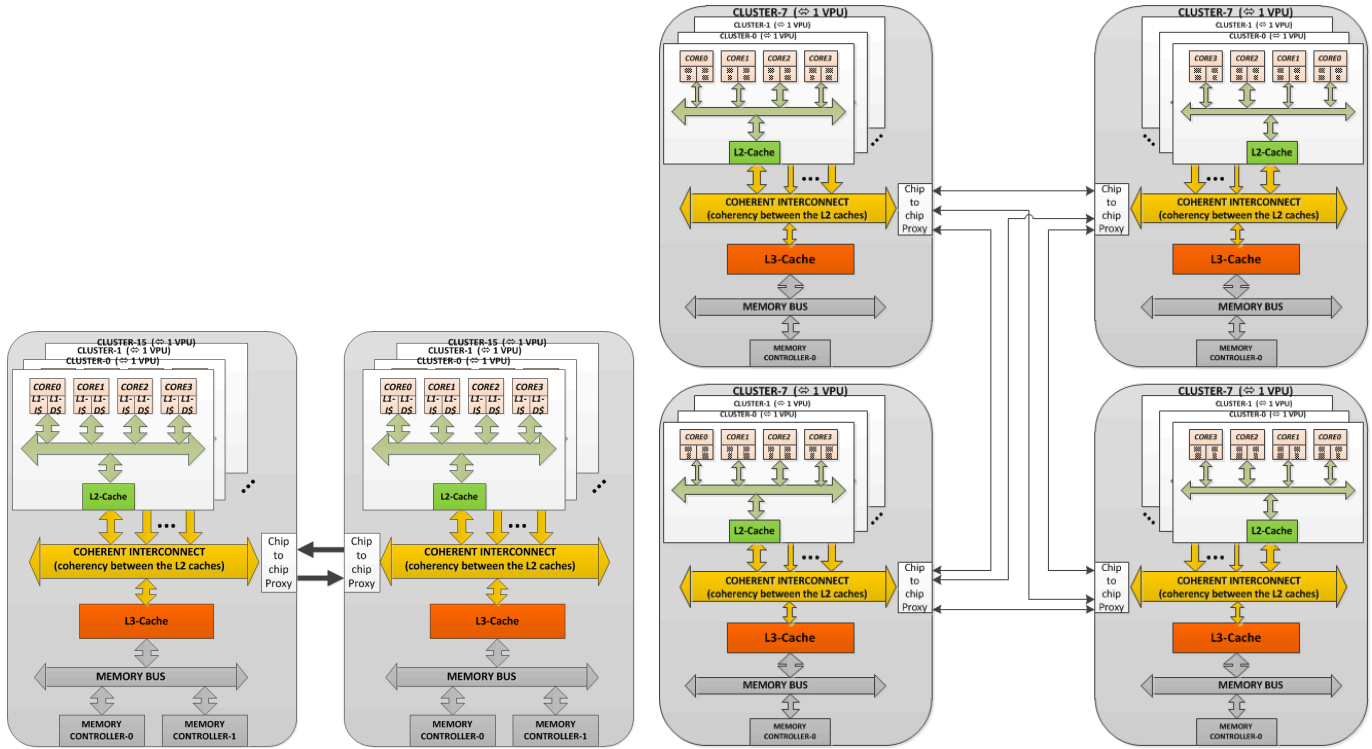 CLUSTER-7 (⇔ 1 VPU)
CLUSTER-1 (⇔ 1 VPU)
CLUSTER-0 (⇔ 1 VPU)
CORE0 CORE1 CORE2 CORE3
L2-Cache
...
COHERENT INTERCONNECT
(coherency between the L2 caches)
Chip
to
chip
Proxy
L3-Cache
MEMORY BUS
MEMORY
CONTROLLER-0
CLUSTER-7 (⇔ 1 VPU)
CLUSTER-1 (⇔ 1 VPU)
CLUSTER-0 (⇔ 1 VPU)
CORE3 CORE2 CORE1 CORE0
L2-Cache
...
Chip
to
chip
Proxy
COHERENT INTERCONNECT
(coherency between the L2 caches)
L3-Cache
MEMORY BUS
MEMORY
CONTROLLER-0
CLUSTER-15 (⇔ 1 VPU)
CLUSTER-1 (⇔ 1 VPU)
CLUSTER-0 (⇔ 1 VPU)
CORE0 CORE1 CORE2 CORE3
L1- L1- L1- L1- L1- L1- L1- L1-
I$ D$ I$ D$ I$ D$ I$ D$
L2-Cache
...
COHERENT INTERCONNECT
(coherency between the L2 caches)
Chip
to
chip
Proxy
L3-Cache
MEMORY BUS
MEMORY
CONTROLLER-0
MEMORY
CONTROLLER-1
CLUSTER-15 (⇔ 1 VPU)
CLUSTER-1 (⇔ 1 VPU)
CLUSTER-0 (⇔ 1 VPU)
CORE0 CORE1 CORE2 CORE3
L1- L1- L1- L1- L1- L1- L1- L1-
I$ D$ I$ D$ I$ D$ I$ D$
L2-Cache
...
Chip
to
chip
Proxy
COHERENT INTERCONNECT
(coherency between the L2 caches)
L3-Cache
MEMORY BUS
MEMORY
CONTROLLER-0
MEMORY
CONTROLLER-1
CLUSTER-7 (⇔ 1 VPU)
CLUSTER-1 (⇔ 1 VPU)
CLUSTER-0 (⇔ 1 VPU)
CORE0 CORE1 CORE2 CORE3
L2-Cache
...
COHERENT INTERCONNECT
(coherency between the L2 caches)
Chip
to
chip
Proxy
L3-Cache
MEMORY BUS
MEMORY
CONTROLLER-0
CLUSTER-7 (⇔ 1 VPU)
CLUSTER-1 (⇔ 1 VPU)
CLUSTER-0 (⇔ 1 VPU)
CORE3 CORE2 CORE1 CORE0
L2-Cache
...
Chip
to
chip
Proxy
COHERENT INTERCONNECT
(coherency between the L2 caches)
L3-Cache
MEMORY BUS
MEMORY
CONTROLLER-0